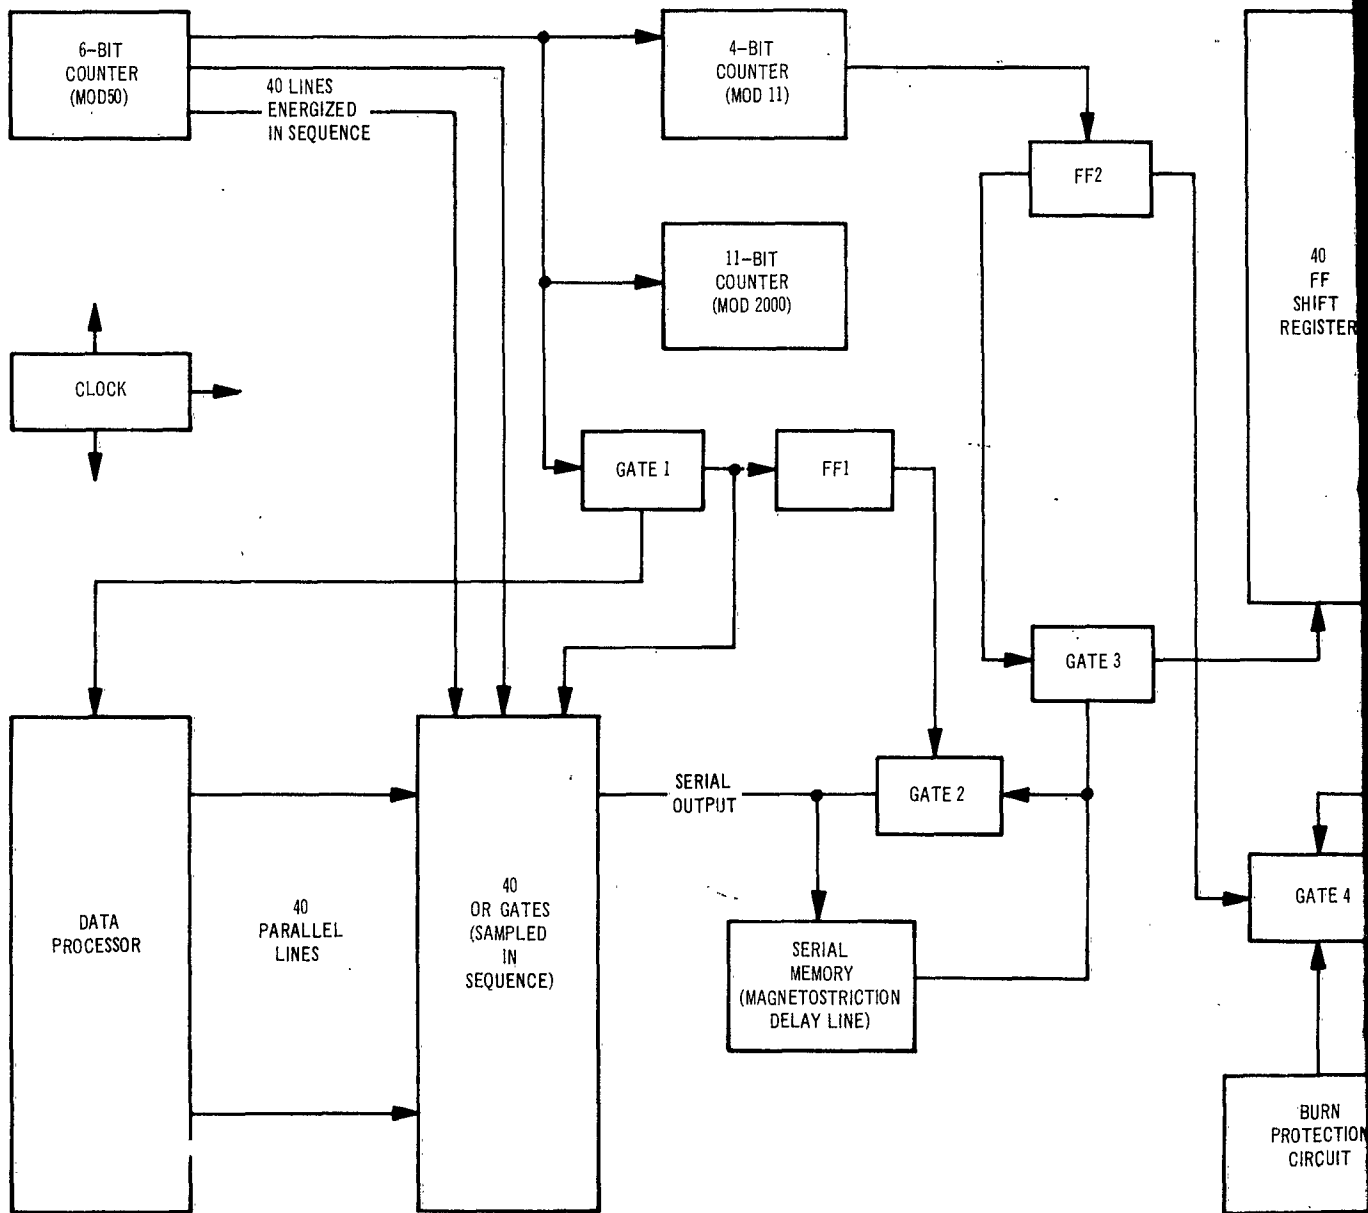 6-BIT
COUNTER
(MOD50)
40 LINES
ENERGIZED
IN SEQUENCE
4-BIT
COUNTER
(MOD 11)
FF2
40
FF
SHIFT
REGISTER
11-BIT
COUNTER
(MOD 2000)
CLOCK
GATE 1
FF1
GATE 3
SERIAL
OUTPUT
GATE 2
DATA
PROCESSOR
40
PARALLEL
LINES
40
OR GATES
(SAMPLED
IN
SEQUENCE)
SERIAL
MEMORY
(MAGNETOSTRICTION
DELAY LINE)
GATE 4
BURN
PROTECTION
CIRCUIT